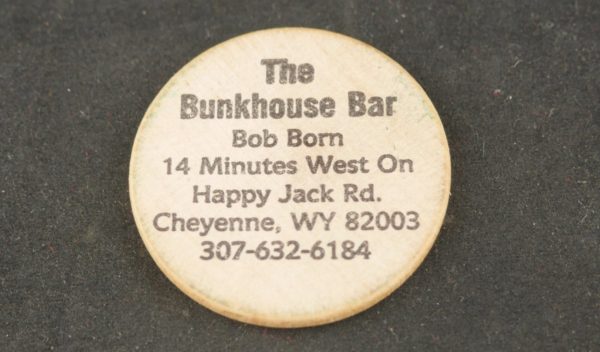 The
Bunkhouse Bar
Bob Born
14 Minutes West On
Happy Jack Rd.
Cheyenne, WY 82003
307-632-6184